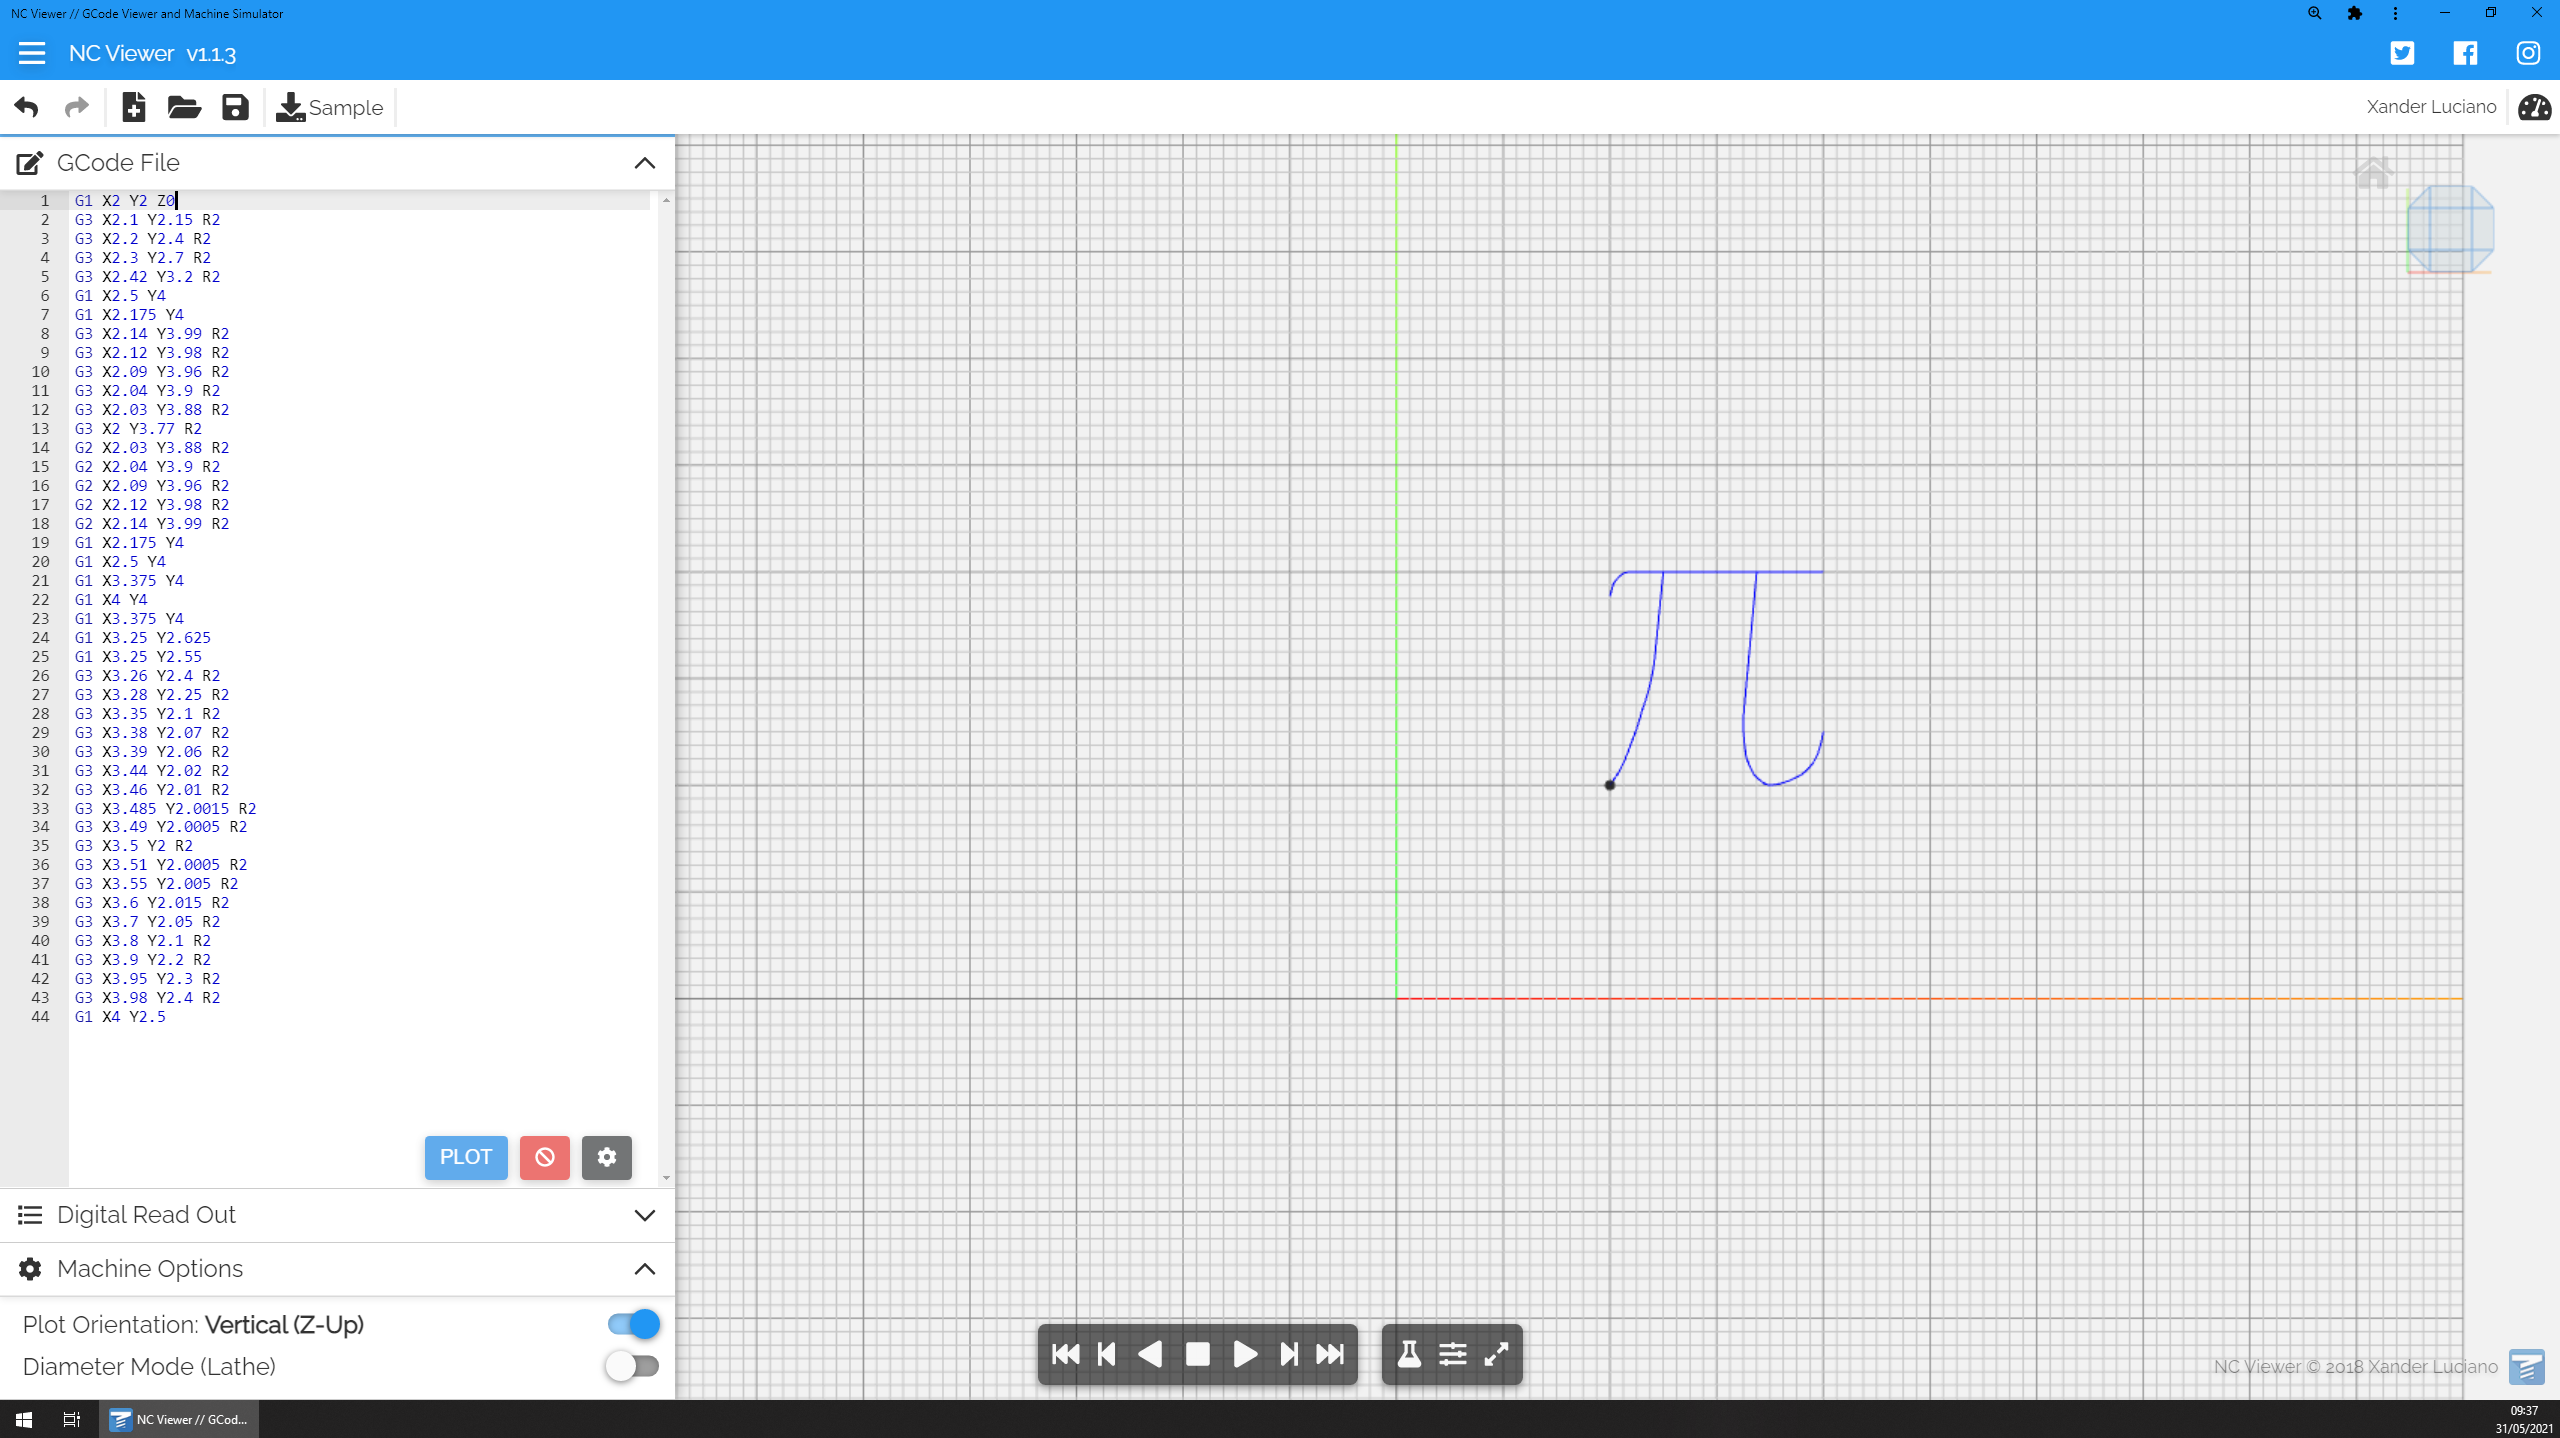 NC Viewer // GCode Viewer and Machine Simulator
NC Viewer v1.1.3
Sample
Xander Luciano
GCode File
1 G1 X2 Y2 Z0
2 G3 X2.1 Y2.15 R2
3 G3 X2.2 Y2.4 R2
4 G3 X2.3 Y2.7 R2
5 G3 X2.42 Y3.2 R2
6 G1 X2.5 Y4
7 G1 X2.175 Y4
8 G3 X2.14 Y3.99 R2
9 G3 X2.12 Y3.98 R2
10 G3 X2.09 Y3.96 R2
11 G3 X2.04 Y3.9 R2
12 G3 X2.03 Y3.88 R2
13 G3 X2 Y3.77 R2
14 G2 X2.03 Y3.88 R2
15 G2 X2.04 Y3.9 R2
16 G2 X2.09 Y3.96 R2
17 G2 X2.12 Y3.98 R2
18 G2 X2.14 Y3.99 R2
19 G1 X2.175 Y4
20 G1 X2.5 Y4
21 G1 X3.375 Y4
22 G1 X4 Y4
23 G1 X3.375 Y4
24 G1 X3.25 Y2.625
25 G1 X3.25 Y2.55
26 G3 X3.26 Y2.4 R2
27 G3 X3.28 Y2.25 R2
28 G3 X3.35 Y2.1 R2
29 G3 X3.38 Y2.07 R2
30 G3 X3.39 Y2.06 R2
31 G3 X3.44 Y2.02 R2
32 G3 X3.46 Y2.01 R2
33 G3 X3.485 Y2.0015 R2
34 G3 X3.49 Y2.0005 R2
35 G3 X3.5 Y2 R2
36 G3 X3.51 Y2.0005 R2
37 G3 X3.55 Y2.005 R2
38 G3 X3.6 Y2.015 R2
39 G3 X3.7 Y2.05 R2
40 G3 X3.8 Y2.1 R2
41 G3 X3.9 Y2.2 R2
42 G3 X3.95 Y2.3 R2
43 G3 X3.98 Y2.4 R2
44 G1 X4 Y2.5
PLOT
Digital Read Out
Machine Options
Plot Orientation: Vertical (Z-Up)
Diameter Mode (Lathe)
NC Viewer © 2018 Xander Luciano
NC Viewer // GCod...
09:37
31/05/2021